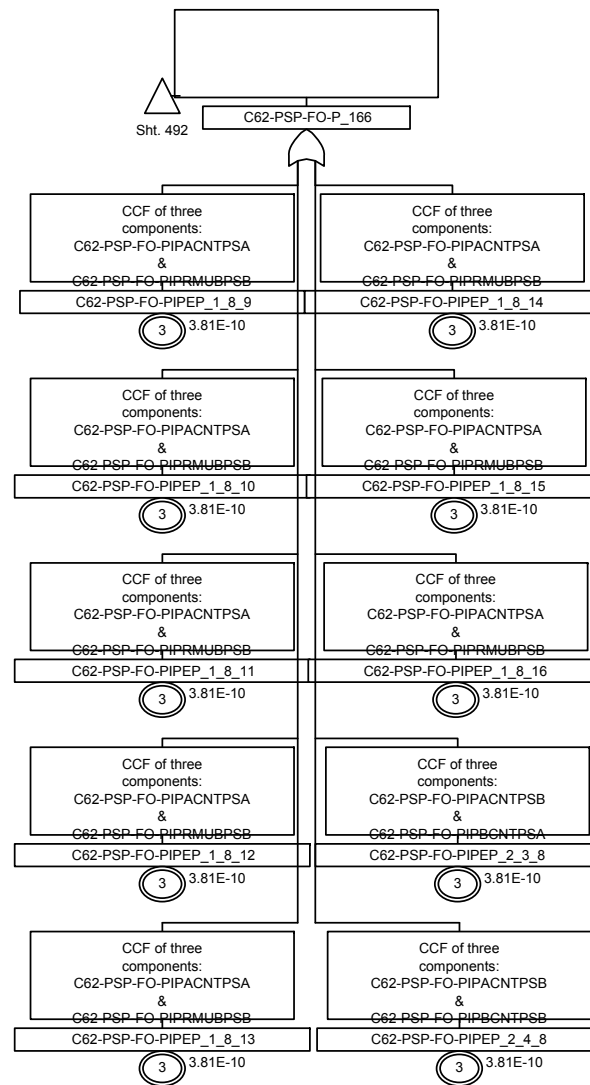 Sht. 492
C62-PSP-FO-P_166
CCF of three
components:
C62-PSP-FO-PIPACNTPSA
&
C62-PSP-FO-PIPRMUBPSB
C62-PSP-FO-PIPEP_1_8_9
3
3.81E-10
CCF of three
components:
C62-PSP-FO-PIPACNTPSA
&
C62-PSP-FO-PIPRMUBPSB
C62-PSP-FO-PIPEP_1_8_14
3
3.81E-10
CCF of three
components:
C62-PSP-FO-PIPACNTPSA
&
C62-PSP-FO-PIPRMUBPSB
C62-PSP-FO-PIPEP_1_8_10
3
3.81E-10
CCF of three
components:
C62-PSP-FO-PIPACNTPSA
&
C62-PSP-FO-PIPRMUBPSB
C62-PSP-FO-PIPEP_1_8_15
3
3.81E-10
CCF of three
components:
C62-PSP-FO-PIPACNTPSA
&
C62-PSP-FO-PIPRMUBPSB
C62-PSP-FO-PIPEP_1_8_11
3
3.81E-10
CCF of three
components:
C62-PSP-FO-PIPACNTPSA
&
C62-PSP-FO-PIPRMUBPSB
C62-PSP-FO-PIPEP_1_8_16
3
3.81E-10
CCF of three
components:
C62-PSP-FO-PIPACNTPSA
&
C62-PSP-FO-PIPRMUBPSB
C62-PSP-FO-PIPEP_1_8_12
3
3.81E-10
CCF of three
components:
C62-PSP-FO-PIPACNTPSB
&
C62-PSP-FO-PIPBCNTPSA
C62-PSP-FO-PIPEP_2_3_8
3
3.81E-10
CCF of three
components:
C62-PSP-FO-PIPACNTPSA
&
C62-PSP-FO-PIPRMUBPSB
C62-PSP-FO-PIPEP_1_8_13
3
3.81E-10
CCF of three
components:
C62-PSP-FO-PIPACNTPSB
&
C62-PSP-FO-PIPBCNTPSB
C62-PSP-FO-PIPEP_2_4_8
3
3.81E-10